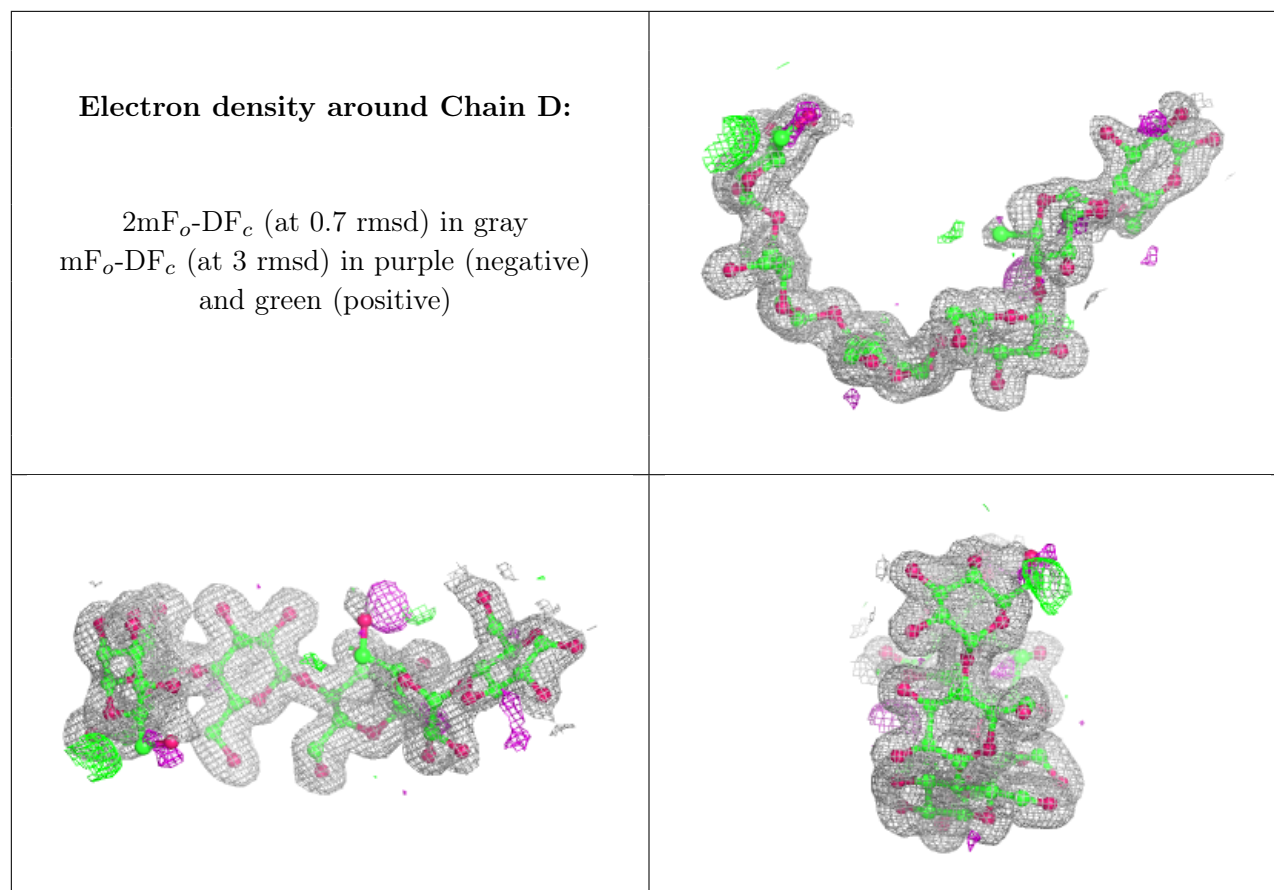 Electron density around Chain D:
2mFo-DFc (at 0.7 rmsd) in gray
mFo-DFc (at 3 rmsd) in purple (negative)
and green (positive)